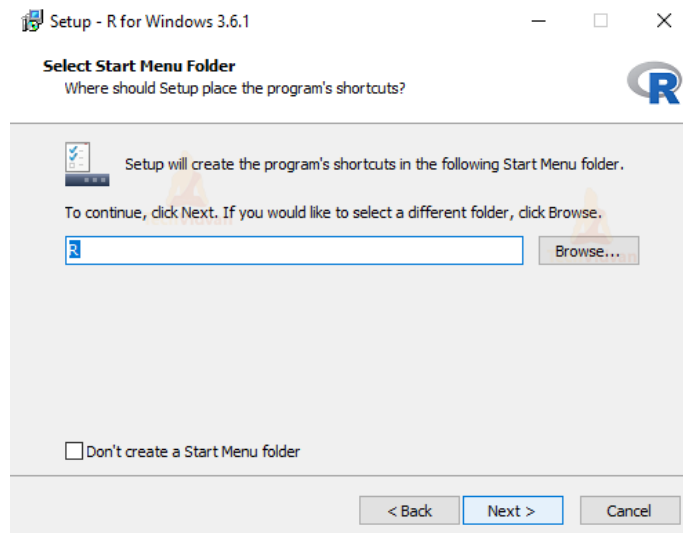 Setup - R for Windows 3.6.1
Select Start Menu Folder
Where should Setup place the program's shortcuts?
R
Setup will create the program's shortcuts in the following Start Menu folder.
To continue, click Next. If you would like to select a different folder, click Browse.
R
Browse...
Don't create a Start Menu folder
< Back
Next >
Cancel